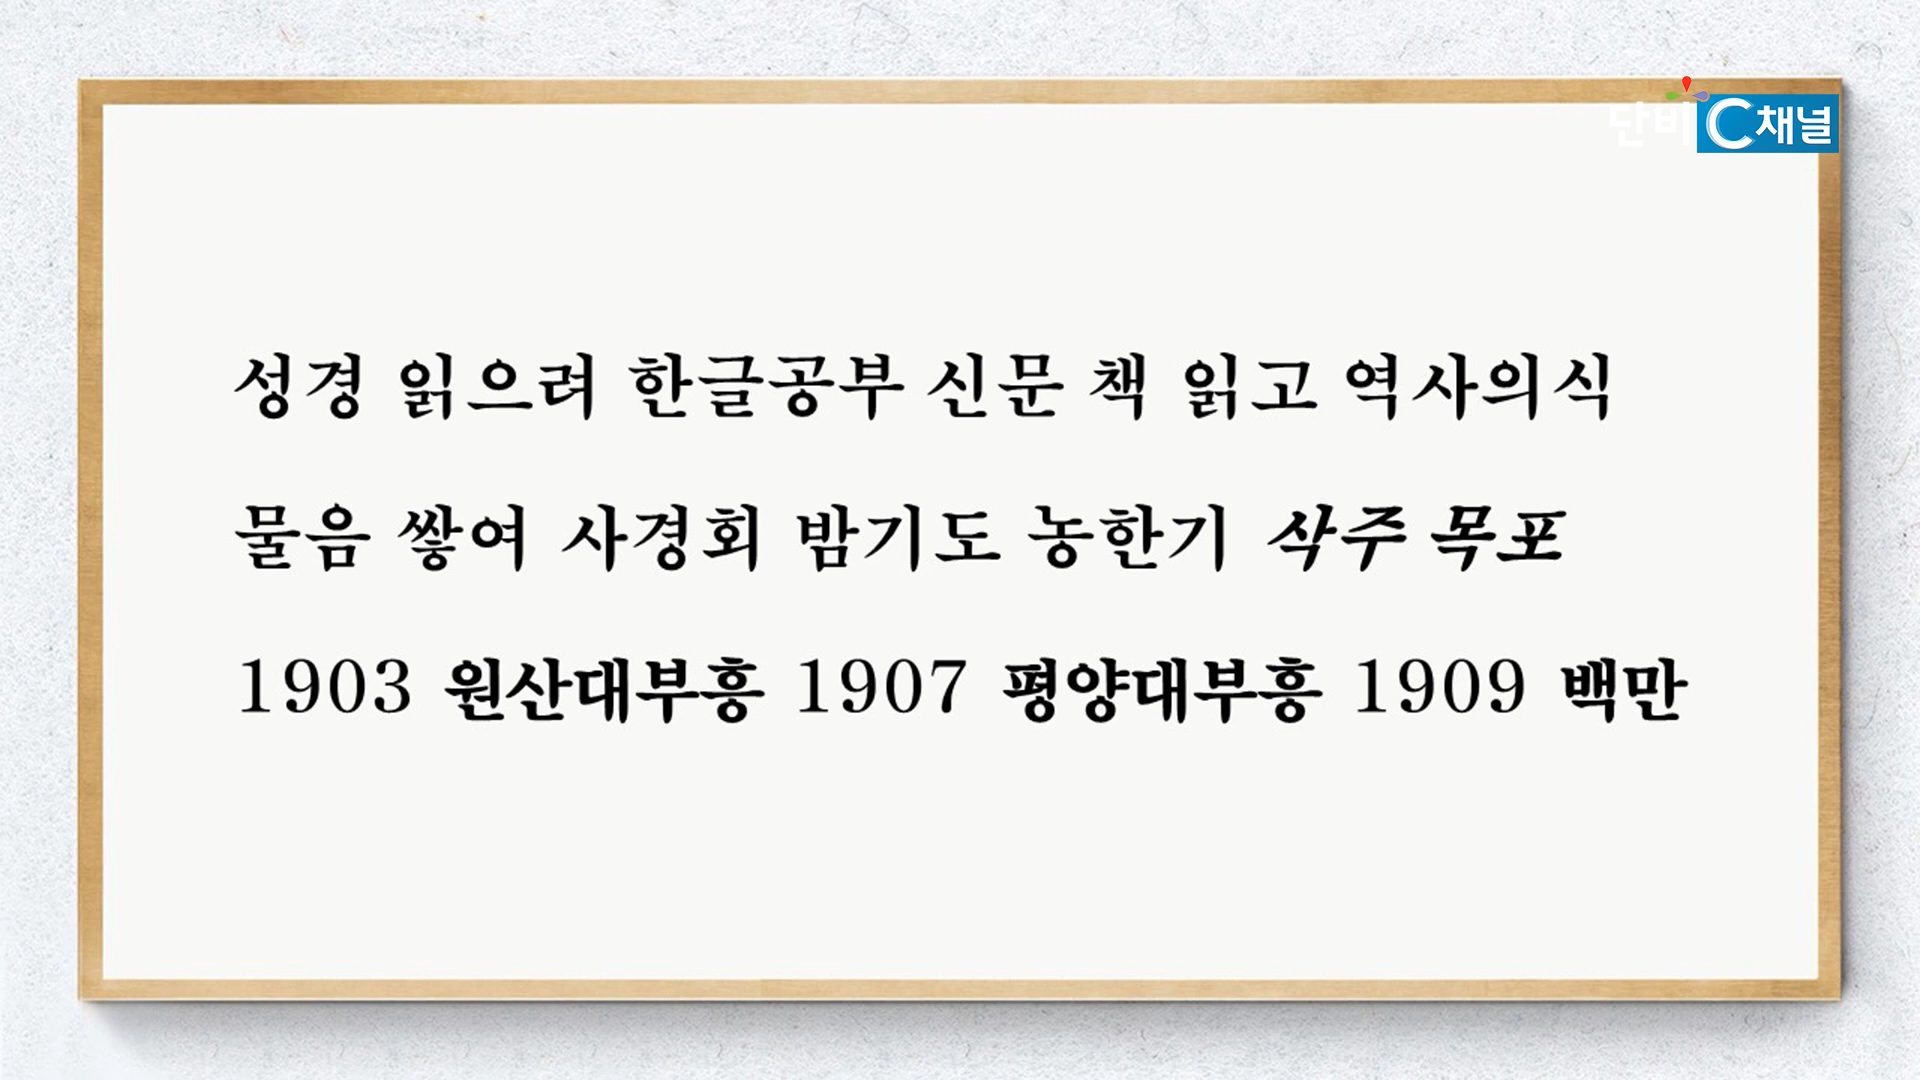 단비 C채널
성경 읽으려 한글공부 신문 책 읽고 역사의식
물음 쌓여 사경회 밤기도 농한기 삭주 목포
1903 원산대부흥 1907 평양대부흥 1909 백만